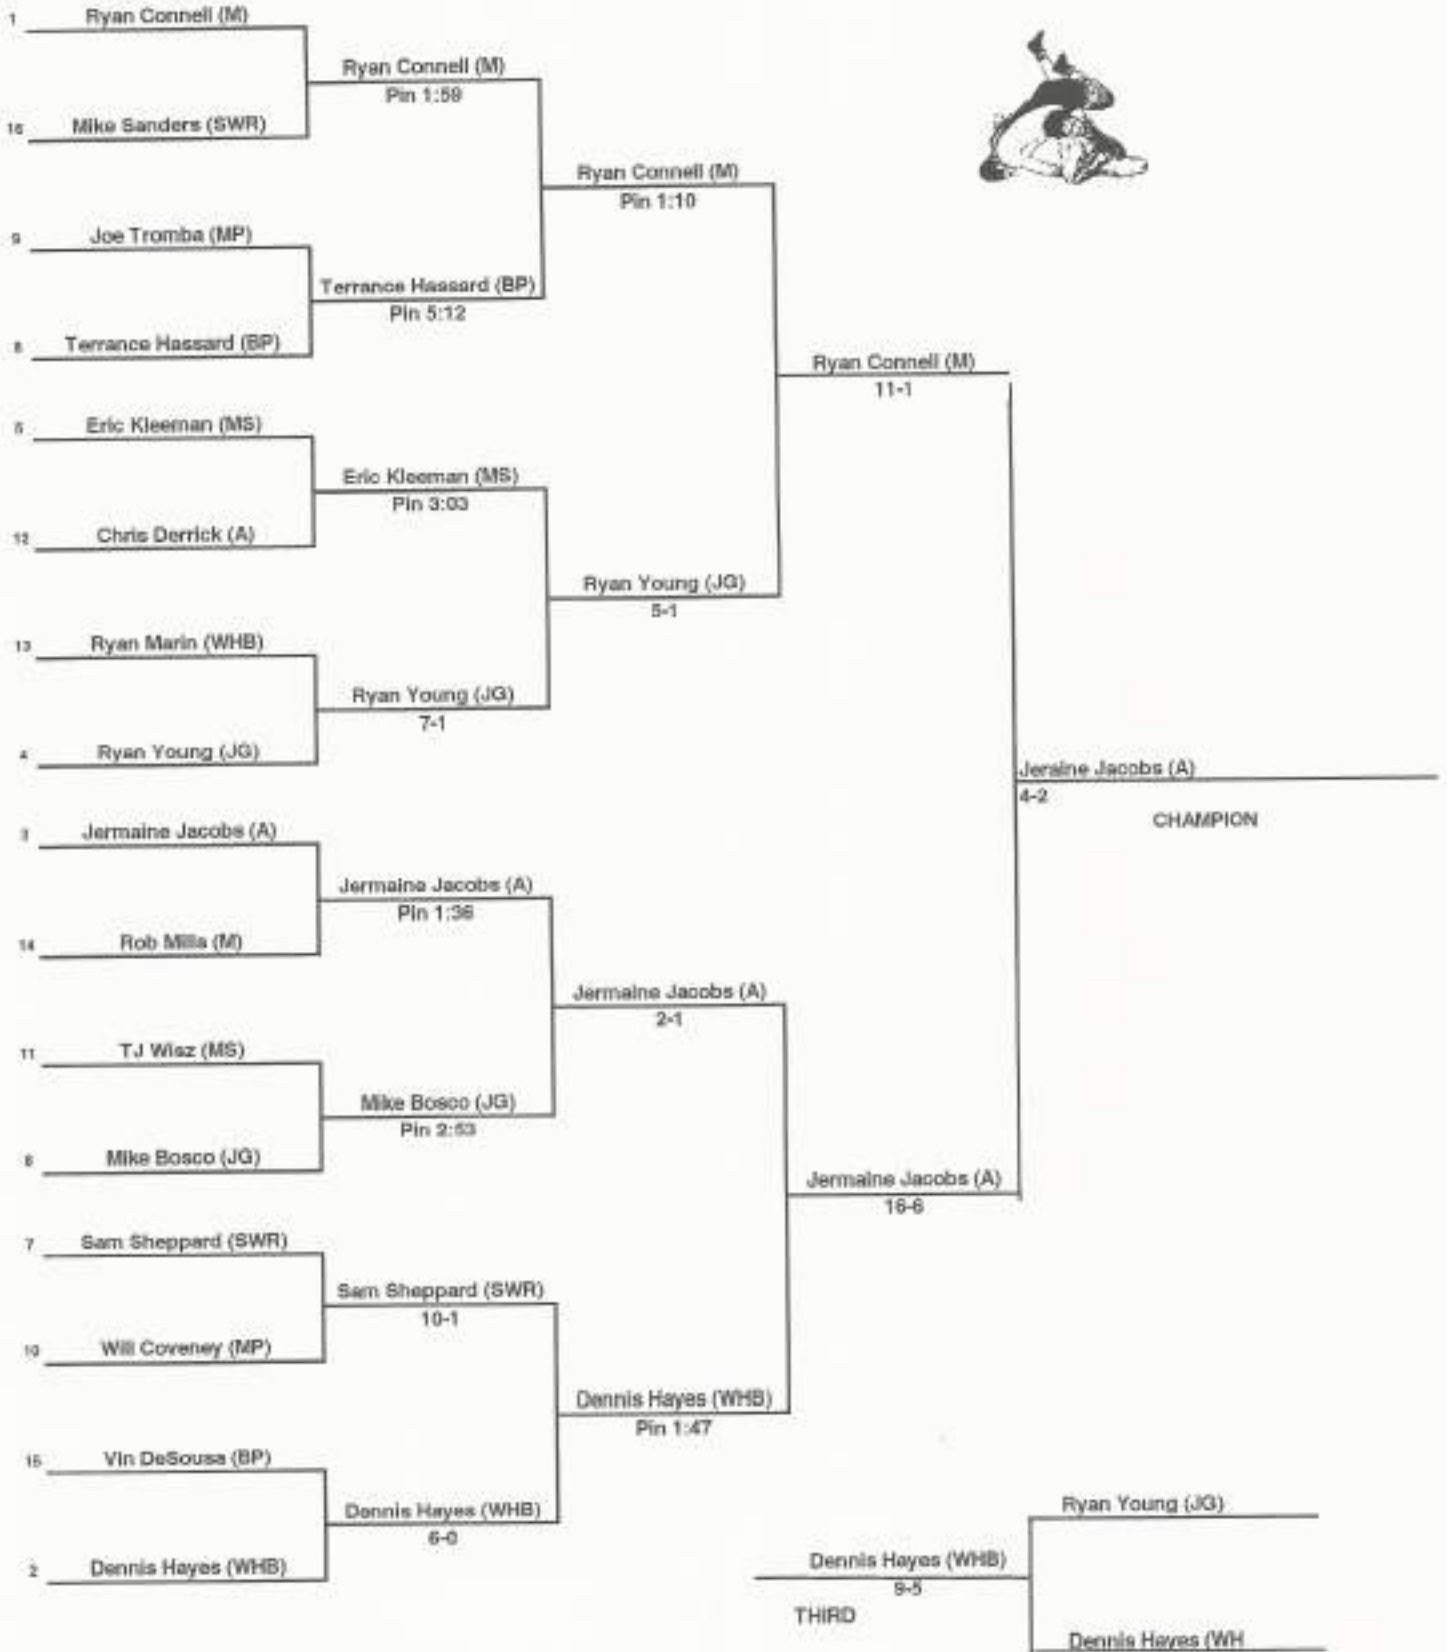 1 Ryan Connell (M)
Ryan Connell (M)
Pin 1:59
16 Mike Sanders (SWR)
Ryan Connell (M)
Pin 1:10
9 Joe Tromba (MP)
Terrance Hassard (BP)
Pin 5:12
8 Terrance Hassard (BP)
Ryan Connell (M)
11-1
5 Eric Kleeman (MS)
Eric Kleeman (MS)
Pin 3:03
12 Chris Derrick (A)
Ryan Young (JG)
5-1
13 Ryan Marin (WHB)
Ryan Young (JG)
7-1
4 Ryan Young (JG)
Jeraine Jacobs (A)
4-2
CHAMPION
3 Jermaine Jacobs (A)
Jermaine Jacobs (A)
Pin 1:36
14 Rob Mills (M)
Jermaine Jacobs (A)
2-1
11 TJ Wisz (MS)
Mike Bosco (JG)
Pin 2:53
6 Mike Bosco (JG)
Jermaine Jacobs (A)
16-6
7 Sam Sheppard (SWR)
Sam Sheppard (SWR)
10-1
10 Will Coveney (MP)
Dennis Hayes (WHB)
Pin 1:47
15 Vin DeSousa (BP)
Dennis Hayes (WHB)
6-0
2 Dennis Hayes (WHB)
Ryan Young (JG)
Dennis Hayes (WHB)
9-5
THIRD
Dennis Hayes (WH